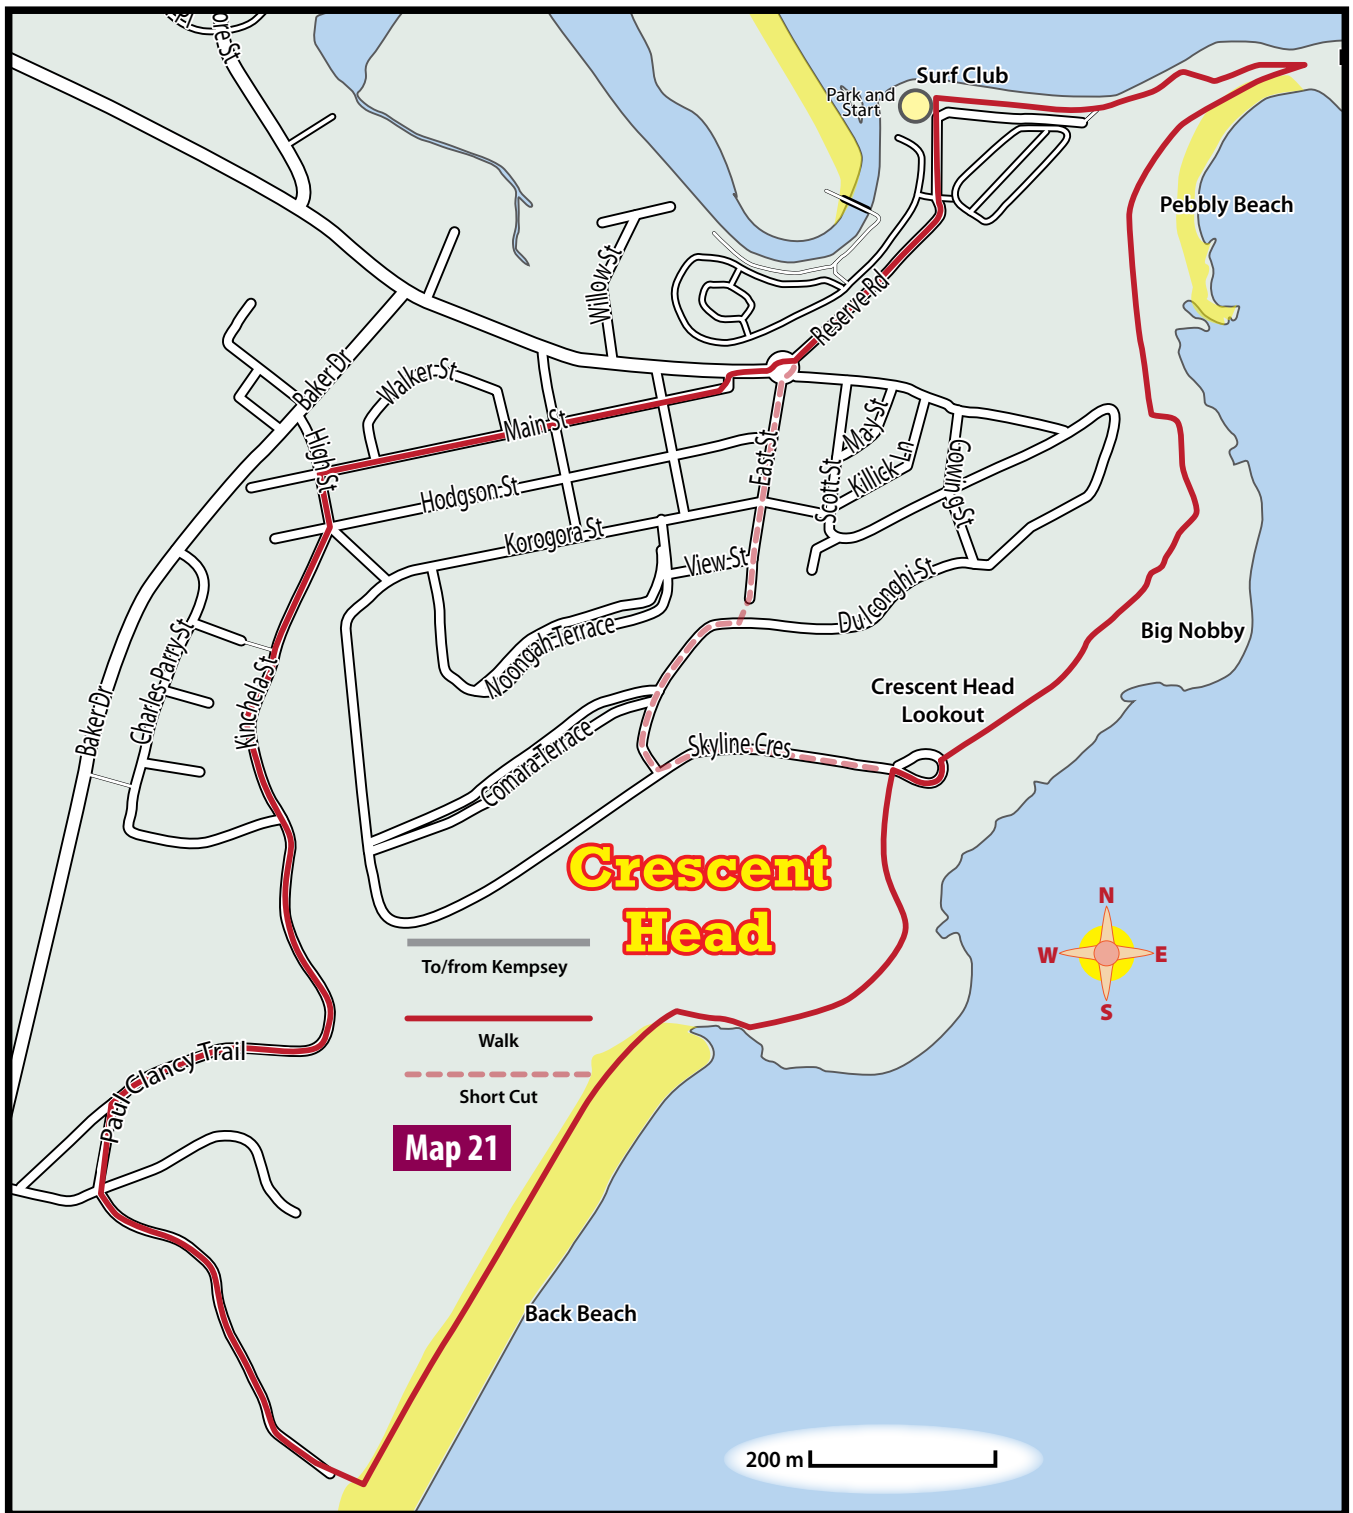 ore St
Surf Club
Park and
Start
Pebbly Beach
Willow St
Reserve Rd
Baker Dr
Walker St
Main St
High St
May St
East St
Scott St
Killick Ln
Gowing St
Hodgson St
Korogora St
View St
Dulconghi St
Noongah Terrace
Big Nobby
Charles Parry St
Kinchela St
Baker Dr
Crescent Head
Lookout
Skyline Cres
Comara Terrace
Crescent
Head
N
W
E
S
To/from Kempsey
Walk
Short Cut
Paul Clancy Trail
Map 21
Back Beach
200 m